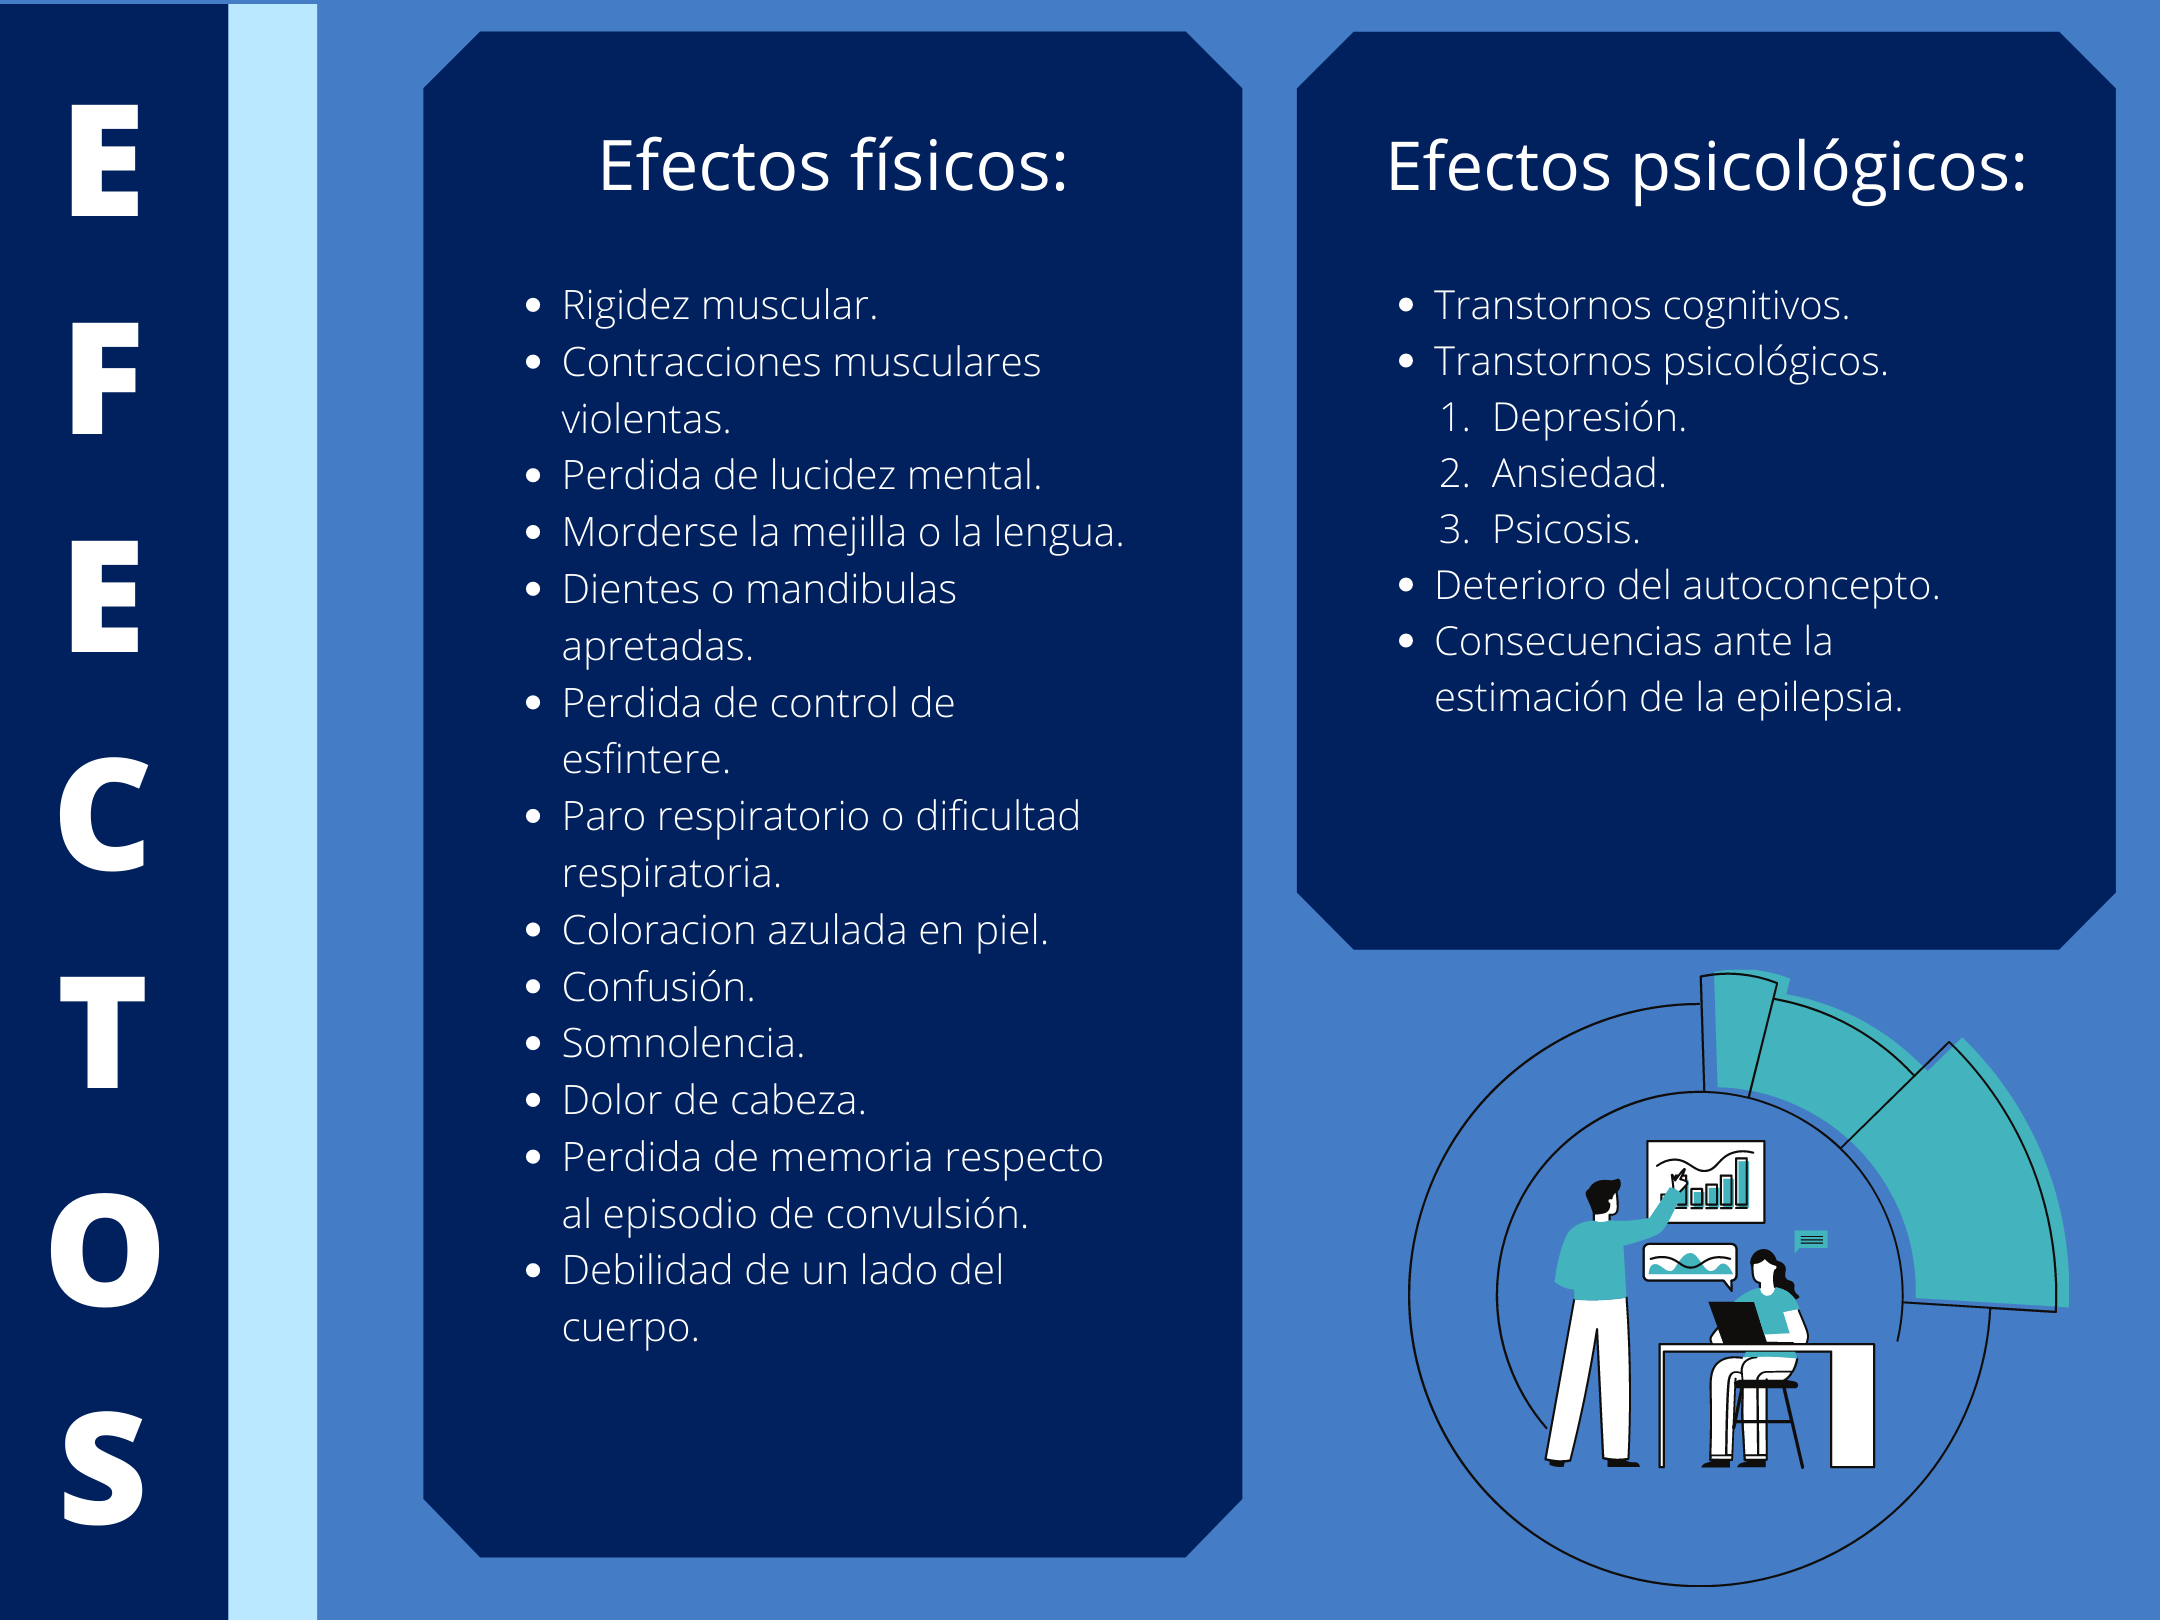 EFECTOS
Efectos físicos:
• Rigidez muscular.
• Contracciones musculares
violentas.
• Perdida de lucidez mental.
• Morderse la mejilla o la lengua.
• Dientes o mandibulas
apretadas.
• Perdida de control de
esfintere.
• Paro respiratorio o dificultad
respiratoria.
• Coloracion azulada en piel.
• Confusión.
• Somnolencia.
• Dolor de cabeza.
• Perdida de memoria respecto
al episodio de convulsión.
• Debilidad de un lado del
cuerpo.
Efectos psicológicos:
• Transtornos cognitivos.
• Transtornos psicológicos.
1. Depresión.
2. Ansiedad.
3. Psicosis.
• Deterioro del autoconcepto.
• Consecuencias ante la
estimación de la epilepsia.